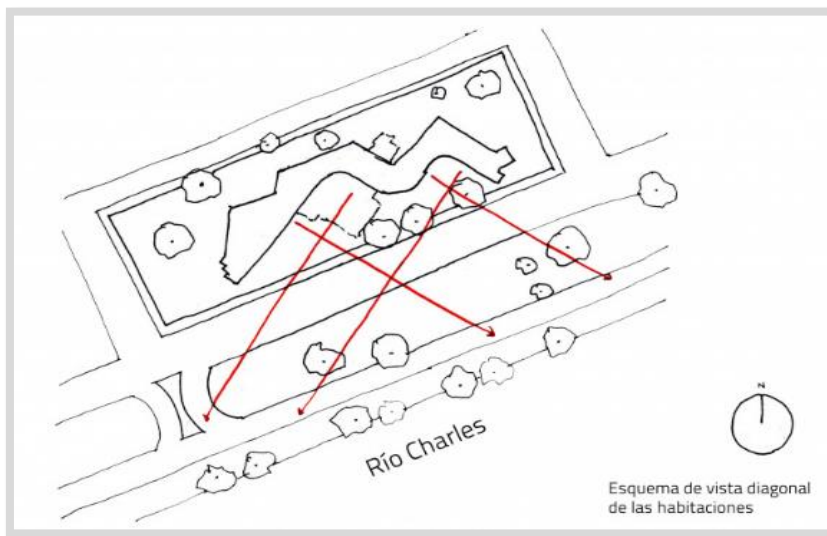 Río Charles
N
Esquema de vista diagonal
de las habitaciones